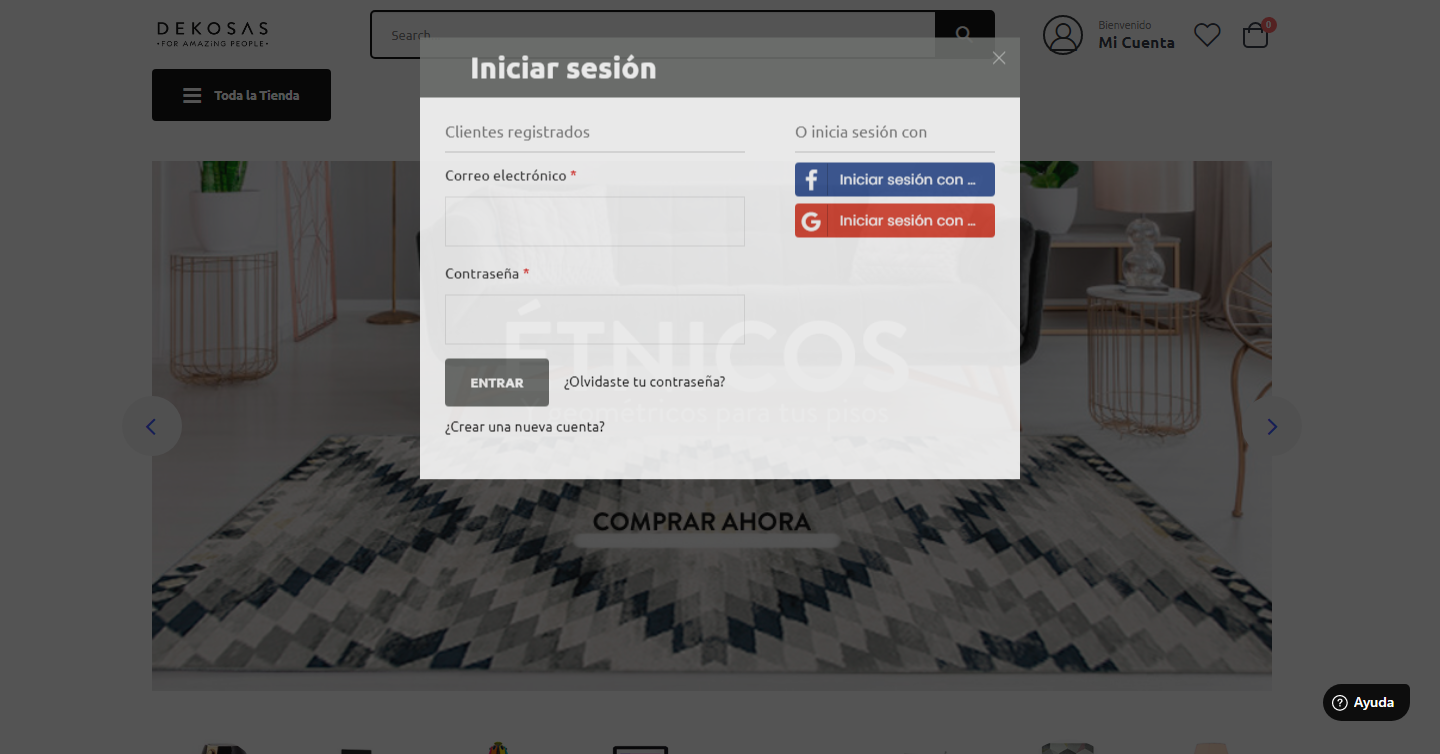 DEKOSAS
•FOR AMAZING PEOPLE•
Search
Bienvenido
Mi Cuenta
0
Toda la Tienda
Iniciar sesión
Clientes registrados
O inicia sesión con
Correo electrónico *
Iniciar sesión con ...
Iniciar sesión con ...
Contraseña *
ÉTNICOS
ENTRAR
¿Olvidaste tu contraseña?
Y geométricos para tus pisos
¿Crear una nueva cuenta?
COMPRAR AHORA
Ayuda